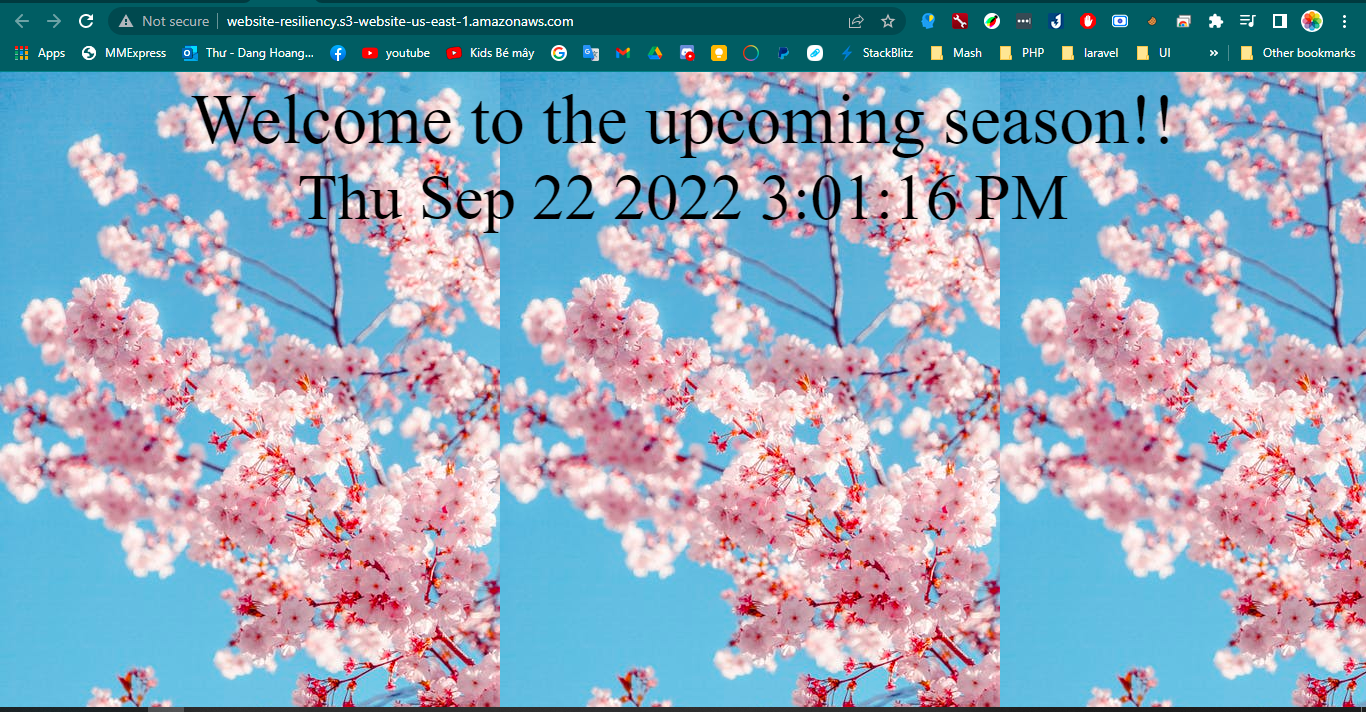 Not secure website-resiliency.s3-website-us-east-1.amazonaws.com
Apps MMExpress Thư - Dang Hoang... youtube Kids Bé mây StackBlitz Mash PHP laravel UI » Other bookmarks
Welcome to the upcoming season!!
Thu Sep 22 2022 3:01:16 PM